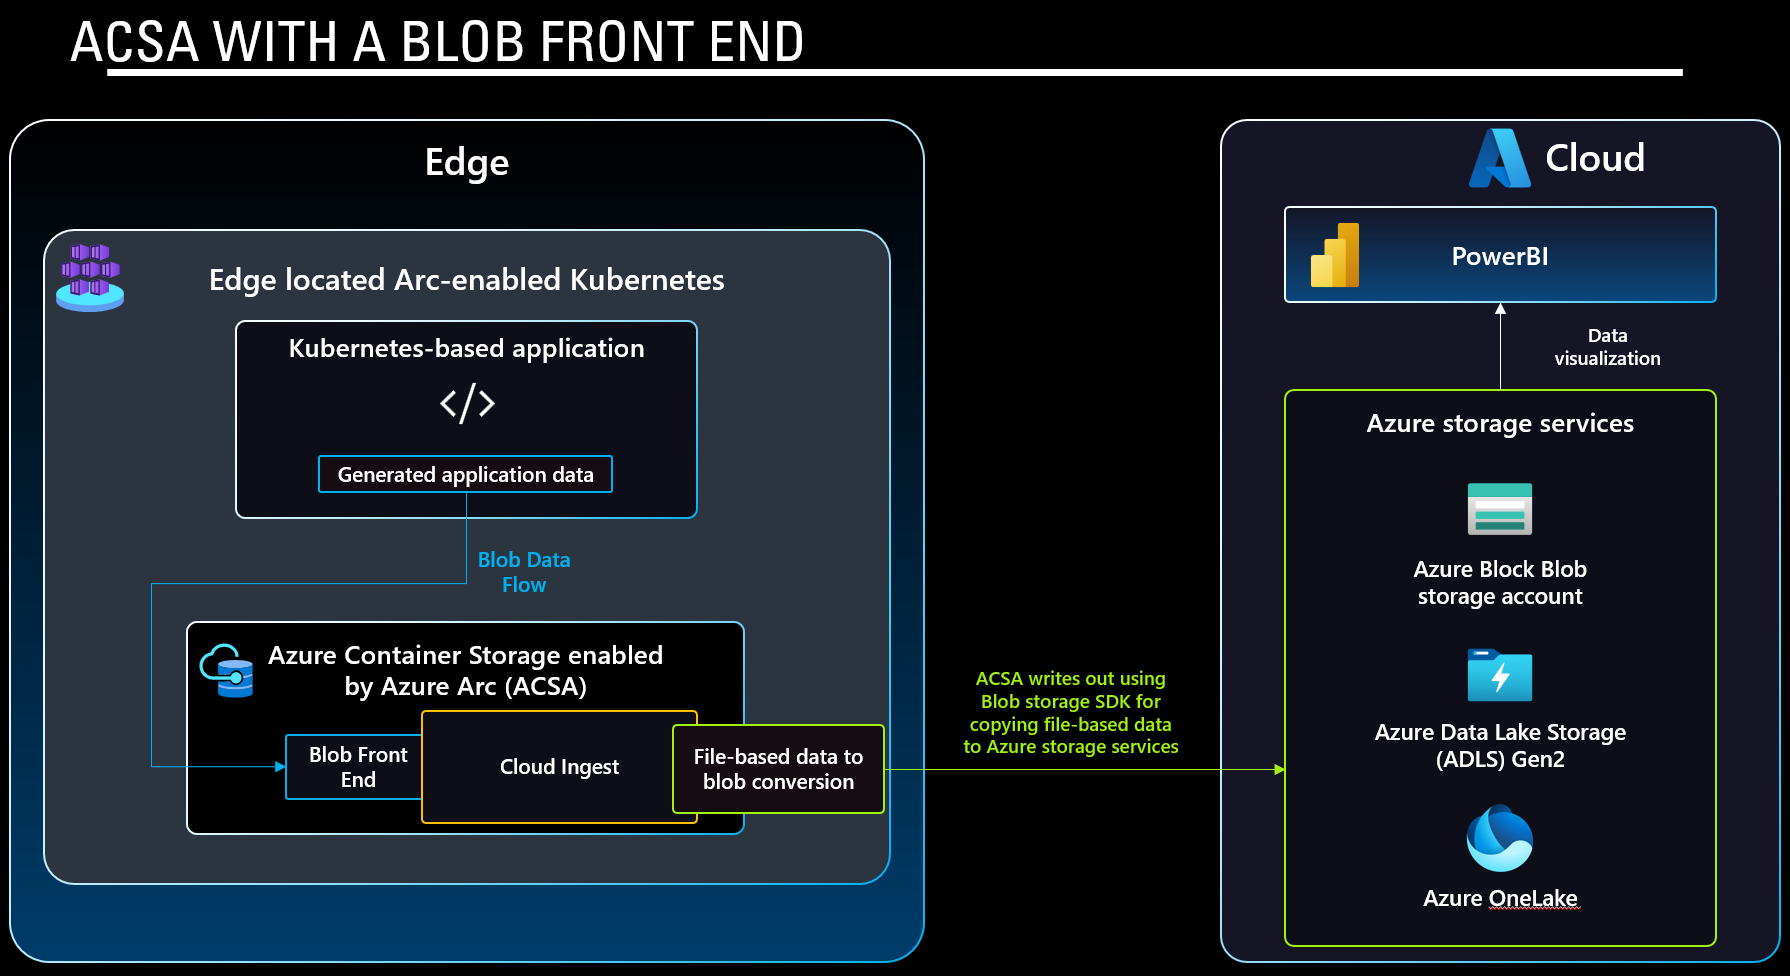 ACSA WITH A BLOB FRONT END
Edge
Edge located Arc-enabled Kubernetes
Kubernetes-based application
</>
Generated application data
Blob Data
Flow
Azure Container Storage enabled
by Azure Arc (ACSA)
Blob Front
End
Cloud Ingest
File-based data to
blob conversion
ACSA writes out using
Blob storage SDK for
copying file-based data
to Azure storage services
Cloud
PowerBI
Data
visualization
Azure storage services
Azure Block Blob
storage account
Azure Data Lake Storage
(ADLS) Gen2
Azure OneLake